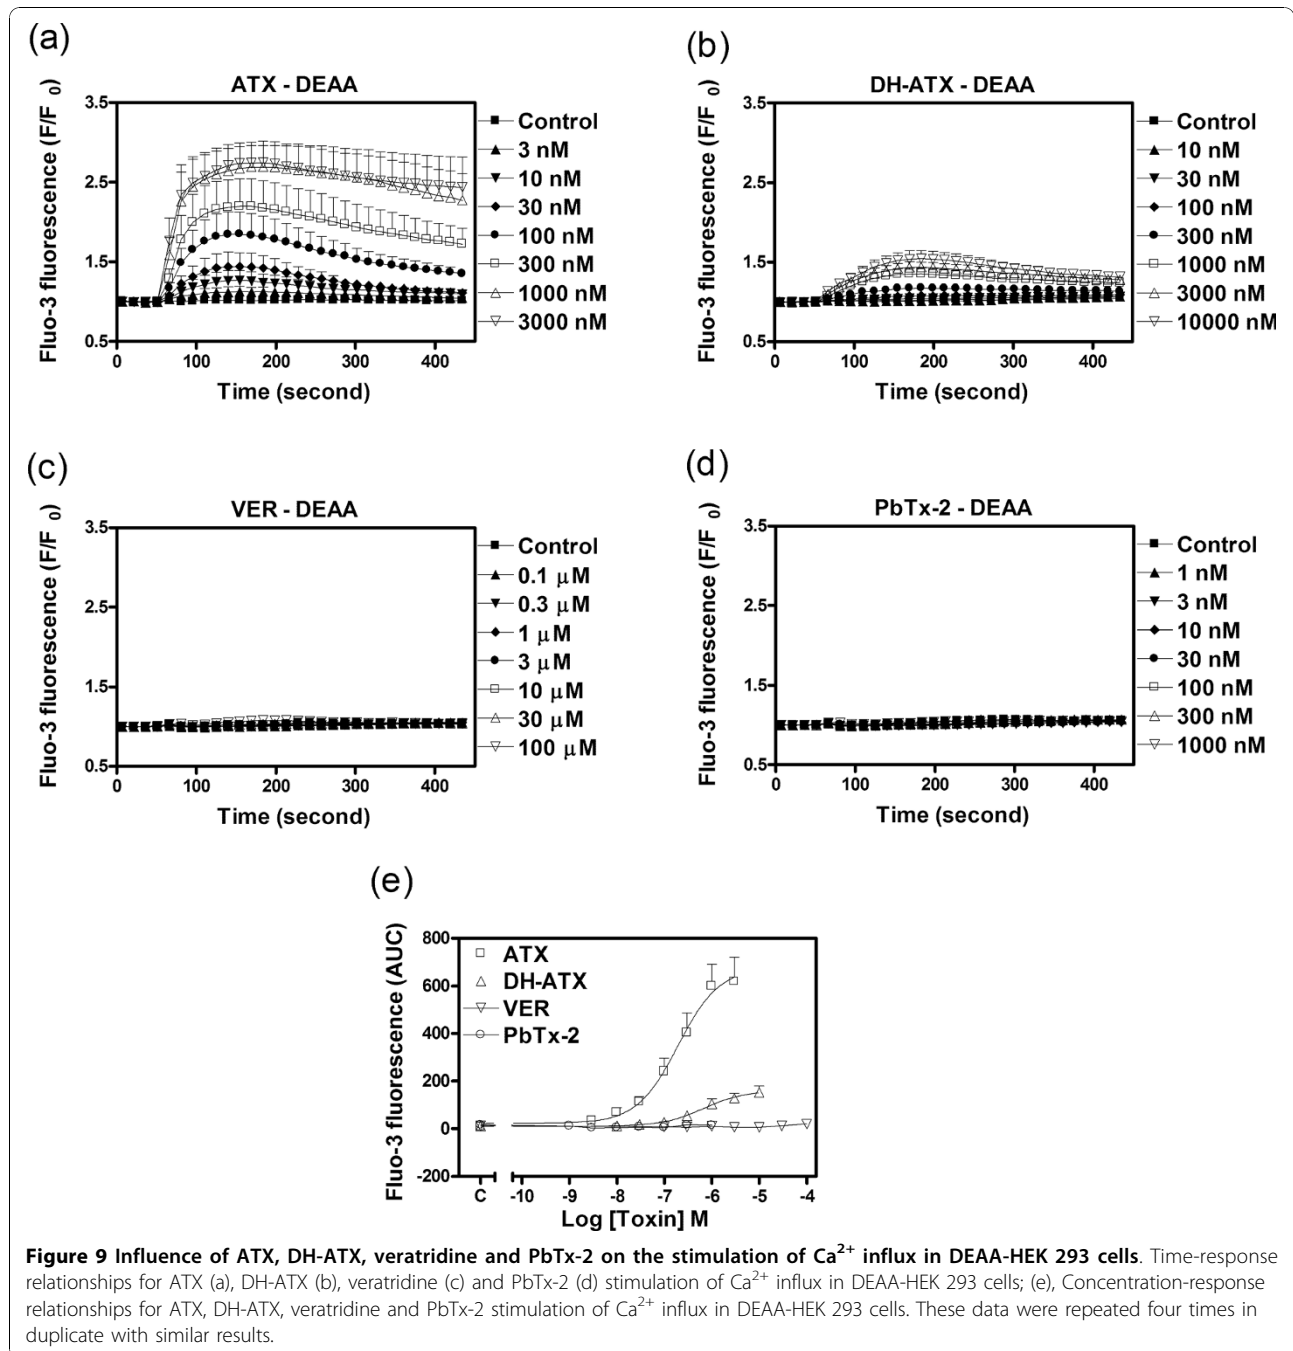 (a)
ATX - DEAA
Fluo-3 fluorescence (F/F 0)
3.5
2.5
1.5
0.5
0 100 200 300 400
Time (second)
Control
3 nM
10 nM
30 nM
100 nM
300 nM
1000 nM
3000 nM
(b)
DH-ATX - DEAA
Fluo-3 fluorescence (F/F 0)
3.5
2.5
1.5
0.5
0 100 200 300 400
Time (second)
Control
10 nM
30 nM
100 nM
300 nM
1000 nM
3000 nM
10000 nM
(c)
VER - DEAA
Fluo-3 fluorescence (F/F 0)
3.5
2.5
1.5
0.5
0 100 200 300 400
Time (second)
Control
0.1 μM
0.3 μM
1 μM
3 μM
10 μM
30 μM
100 μM
(d)
PbTx-2 - DEAA
Fluo-3 fluorescence (F/F 0)
3.5
2.5
1.5
0.5
0 100 200 300 400
Time (second)
Control
1 nM
3 nM
10 nM
30 nM
100 nM
300 nM
1000 nM
(e)
Fluo-3 fluorescence (AUC)
800
600
400
200
0
-200
ATX
DH-ATX
VER
PbTx-2
C -10 -9 -8 -7 -6 -5 -4
Log [Toxin] M
Figure 9 Influence of ATX, DH-ATX, veratridine and PbTx-2 on the stimulation of Ca2+ influx in DEAA-HEK 293 cells. Time-response
relationships for ATX (a), DH-ATX (b), veratridine (c) and PbTx-2 (d) stimulation of Ca2+ influx in DEAA-HEK 293 cells; (e), Concentration-response
relationships for ATX, DH-ATX, veratridine and PbTx-2 stimulation of Ca2+ influx in DEAA-HEK 293 cells. These data were repeated four times in
duplicate with similar results.